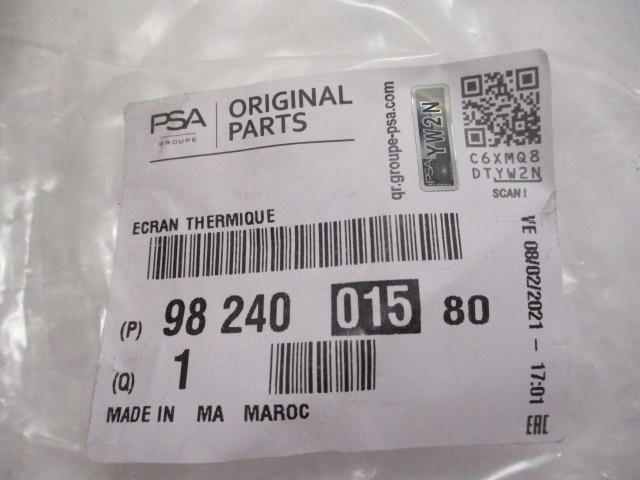 PSA
GROUPE
ORIGINAL
PARTS
qr.groupe-psa.com
PSA YW2N
C6XMQ8
DTYW2N
SCAN!
ECRAN THERMIQUE
(P) 98 240 015 80
(Q) 1
MADE IN MA MAROC
VE 08/02/2021 - 17:01
EAC